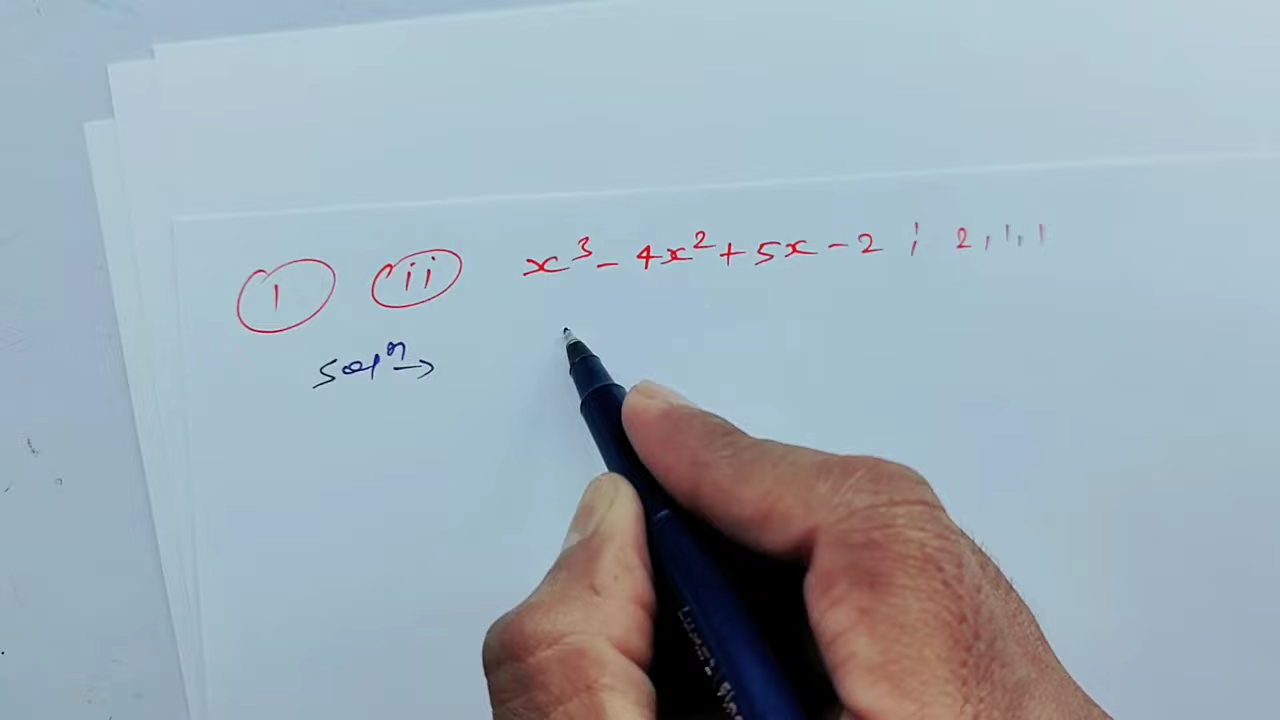 1 ii x³ - 4x² + 5x - 2 ; 2, 1, 1
Solⁿ →